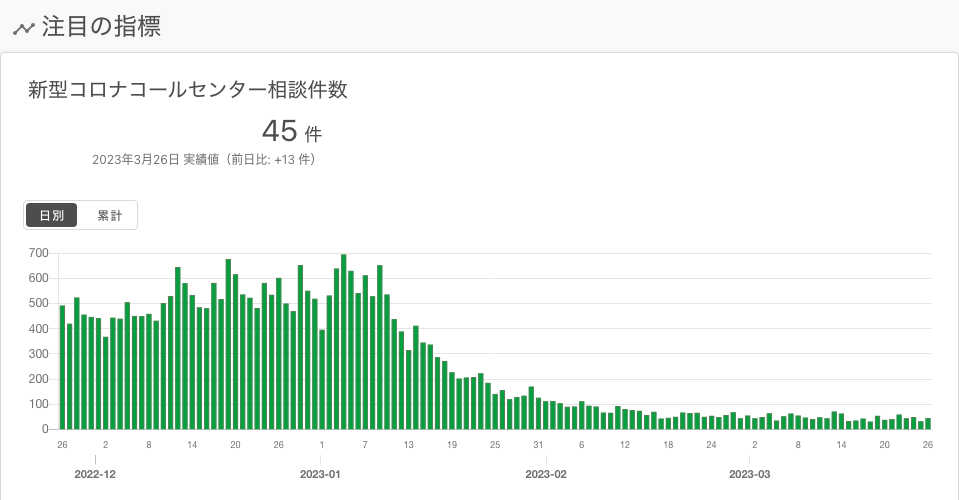 注目の指標
新型コロナコールセンター相談件数
45 件
2023年3月26日 実績値（前日比: +13 件）
日別 累計
700
600
500
400
300
200
100
0
26 2 8 14 20 26 1 7 13 19 25 31 6 12 18 24 2 8 14 20 26
2022-12 2023-01 2023-02 2023-03